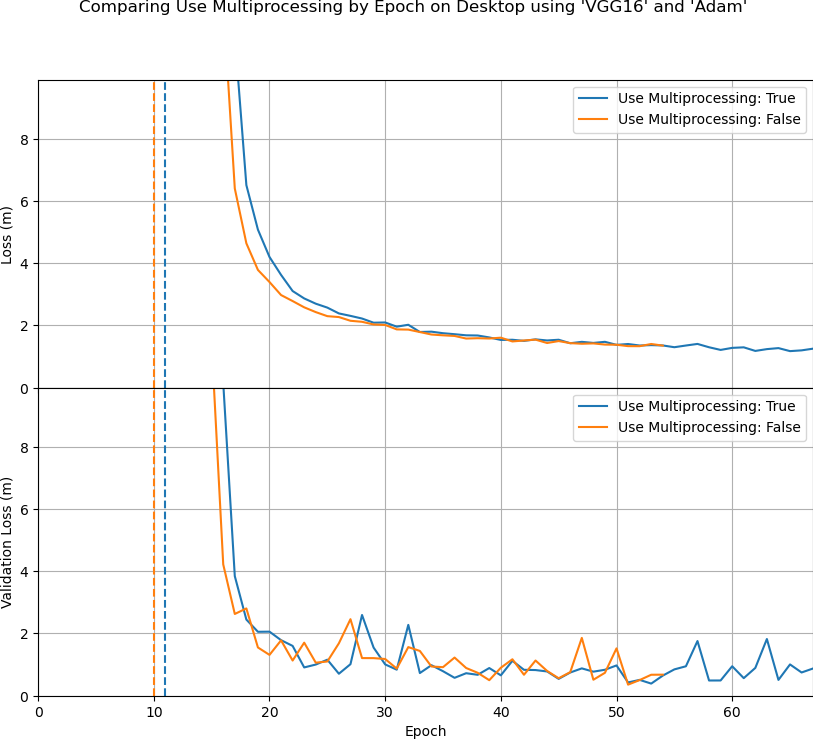 Comparing Use Multiprocessing by Epoch on Desktop using 'VGG16' and 'Adam'
Use Multiprocessing: True
Use Multiprocessing: False
8
6
4
2
0
Loss (m)
Use Multiprocessing: True
Use Multiprocessing: False
8
6
4
2
0
Validation Loss (m)
0 10 20 30 40 50 60
Epoch